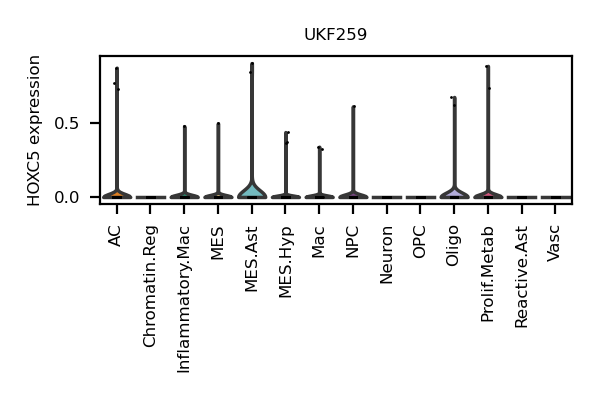 UKF259
HOXC5 expression
0.5
0.0
AC
Chromatin.Reg
Inflammatory.Mac
MES
MES.Ast
MES.Hyp
Mac
NPC
Neuron
OPC
Oligo
Prolif.Metab
Reactive.Ast
Vasc